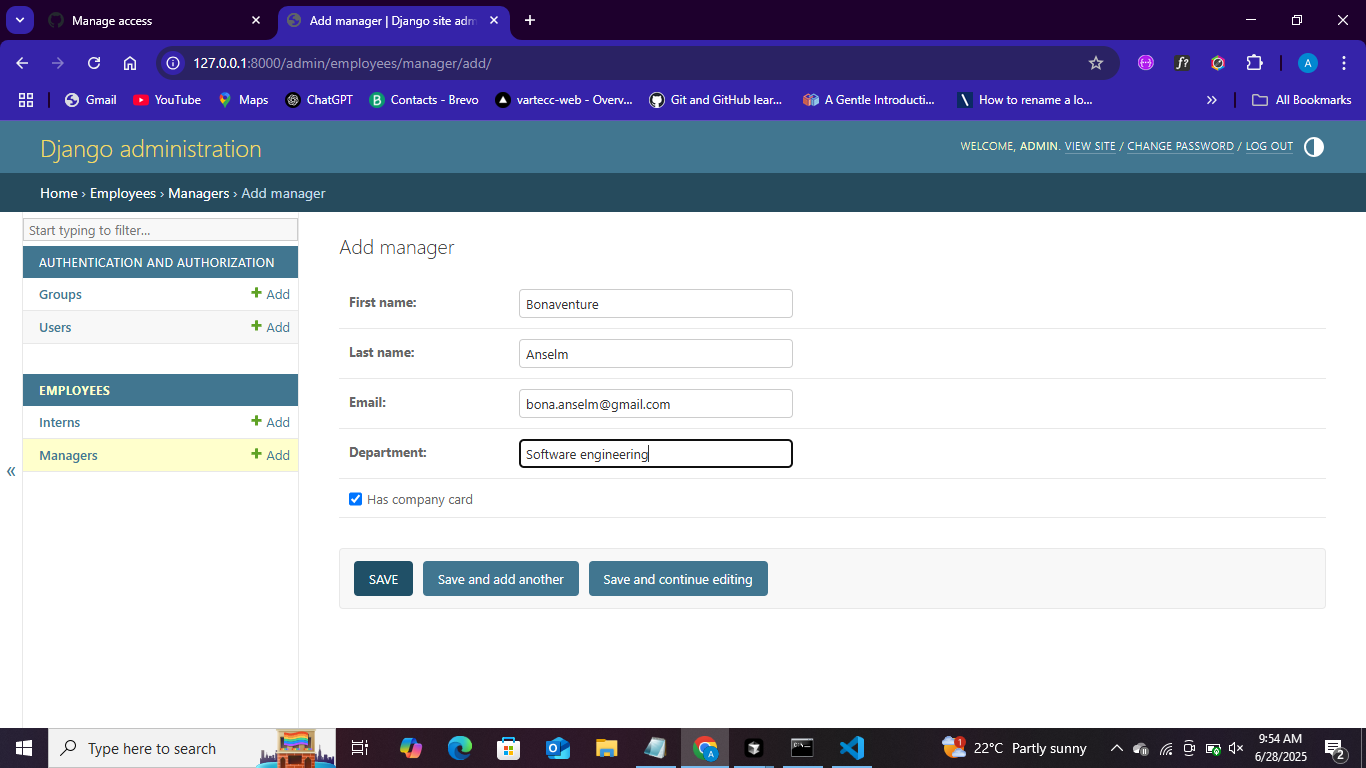 Manage access
Add manager | Django site adm
127.0.0.1:8000/admin/employees/manager/add/
f?
A
Gmail
YouTube
Maps
ChatGPT
B Contacts - Brevo
vartecc-web - Overv...
Git and GitHub lear...
A Gentle Introducti...
How to rename a lo...
»
All Bookmarks
Django administration
WELCOME, ADMIN. VIEW SITE / CHANGE PASSWORD / LOG OUT
Home › Employees › Managers › Add manager
Start typing to filter...
AUTHENTICATION AND AUTHORIZATION
Groups + Add
Users + Add
EMPLOYEES
Interns + Add
Managers + Add
«
Add manager
First name: Bonaventure
Last name: Anselm
Email: bona.anselm@gmail.com
Department: Software engineering
Has company card
SAVE Save and add another Save and continue editing
Type here to search
1
22°C Partly sunny
9:54 AM
6/28/2025
2